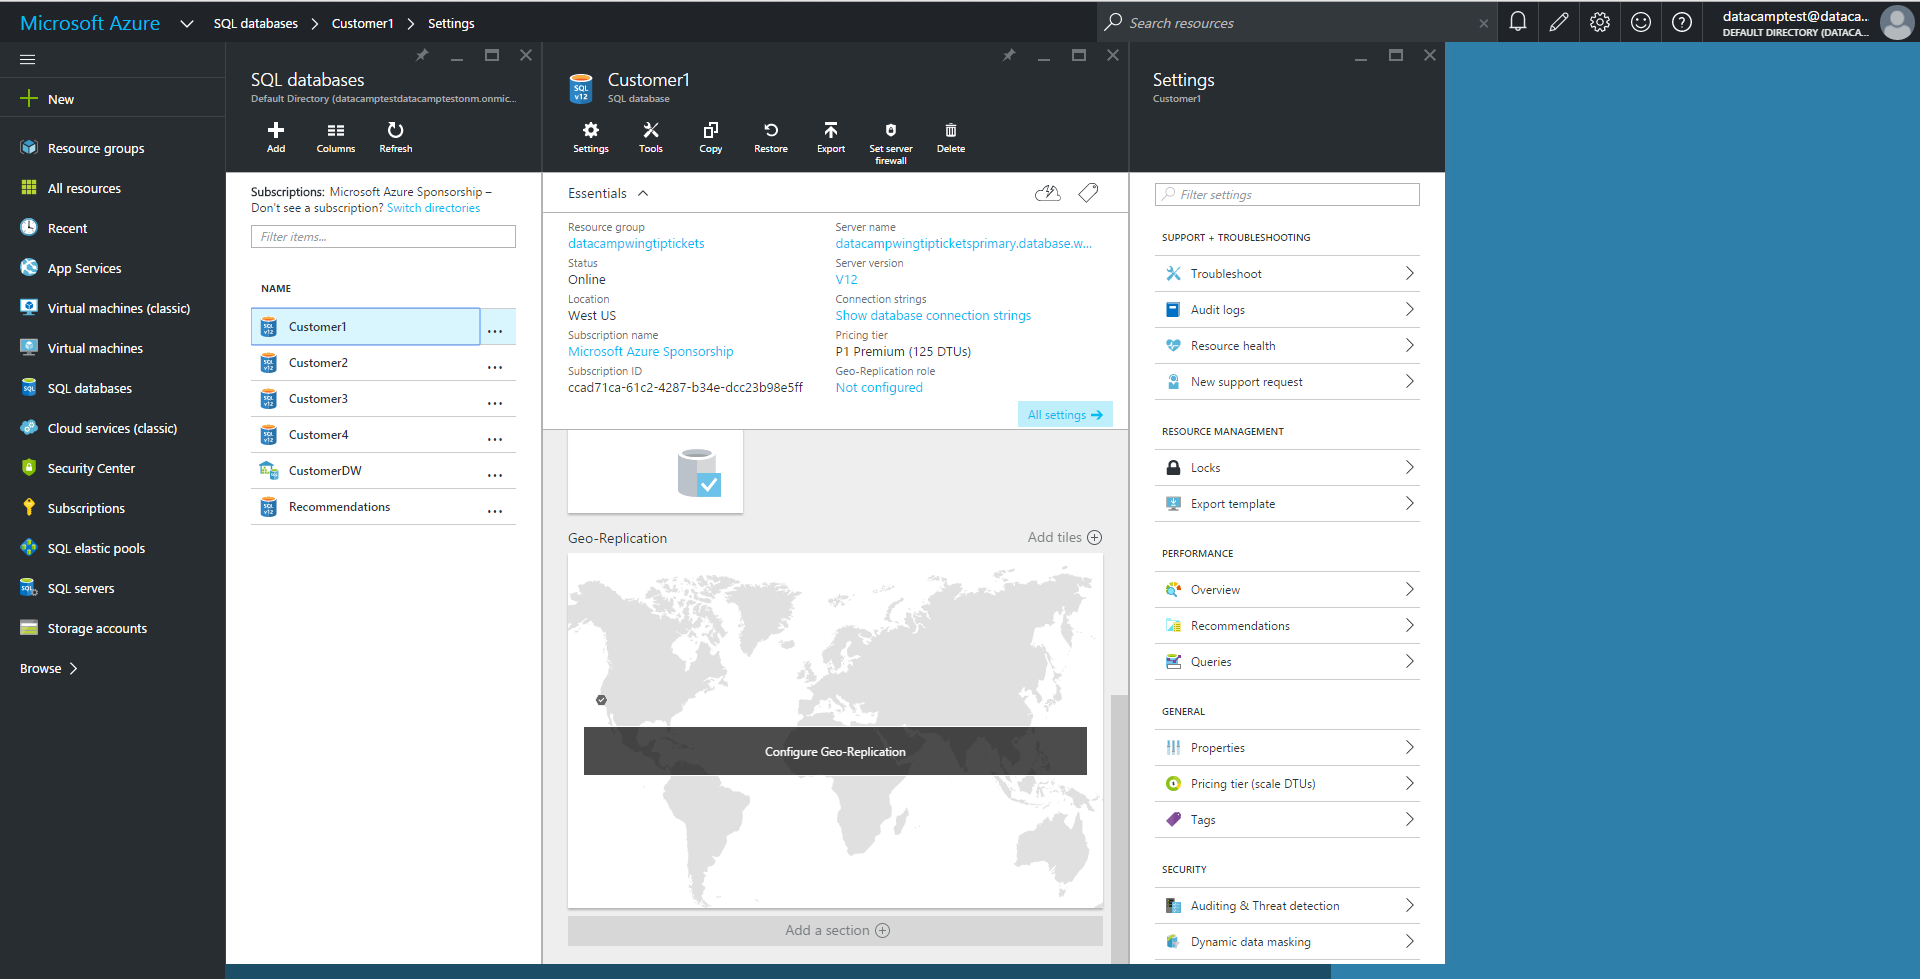 Microsoft Azure
SQL databases
Customer1
Settings
Search resources
datacamptest@dataca...
DEFAULT DIRECTORY (DATACA...
New
Resource groups
All resources
Recent
App Services
Virtual machines (classic)
Virtual machines
SQL databases
Cloud services (classic)
Security Center
Subscriptions
SQL elastic pools
SQL servers
Storage accounts
Browse
SQL databases
Default Directory (datacamptestdatacamptestonm.onmic...
Add
Columns
Refresh
Subscriptions: Microsoft Azure Sponsorship –
Don't see a subscription? Switch directories
Filter items...
NAME
Customer1
...
Customer2
...
Customer3
...
Customer4
...
CustomerDW
...
Recommendations
...
Customer1
SQL database
Settings
Tools
Copy
Restore
Export
Set server
firewall
Delete
Essentials
Resource group
datacampwingtiptickets
Status
Online
Location
West US
Subscription name
Microsoft Azure Sponsorship
Subscription ID
ccad71ca-61c2-4287-b34e-dcc23b98e5ff
Server name
datacampwingtipticketsprimary.database.w...
Server version
V12
Connection strings
Show database connection strings
Pricing tier
P1 Premium (125 DTUs)
Geo-Replication role
Not configured
All settings
Geo-Replication
Add tiles
Configure Geo-Replication
Add a section
Settings
Customer1
Filter settings
SUPPORT + TROUBLESHOOTING
Troubleshoot
Audit logs
Resource health
New support request
RESOURCE MANAGEMENT
Locks
Export template
PERFORMANCE
Overview
Recommendations
Queries
GENERAL
Properties
Pricing tier (scale DTUs)
Tags
SECURITY
Auditing & Threat detection
Dynamic data masking